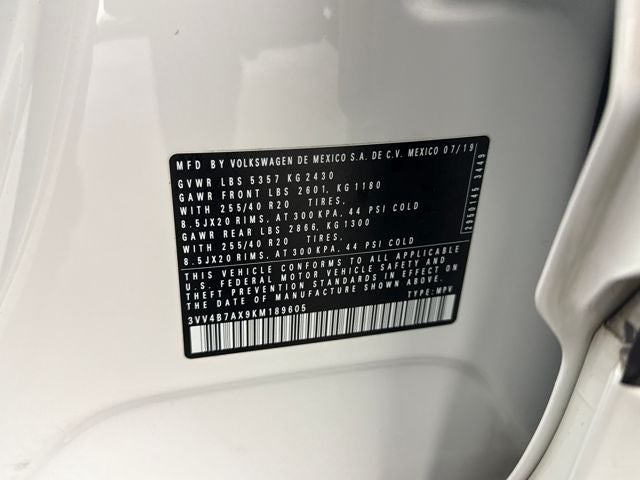 MFD BY VOLKSWAGEN DE MEXICO S.A. DE C.V. MEXICO 07/19
GVWR LBS 5357 KG 2430
GAWR FRONT LBS 2601, KG 1180
WITH 255/40 R20 TIRES.
8.5JX20 RIMS, AT 300 KPA, 44 PSI COLD
GAWR REAR LBS 2866, KG 1300
WITH 255/40 R20 TIRES.
8.5JX20 RIMS, AT 300 KPA, 44 PSI COLD
THIS VEHICLE CONFORMS TO ALL APPLICABLE
U.S. FEDERAL MOTOR VEHICLE SAFETY AND
THEFT PREVENTION STANDARDS IN EFFECT ON
THE DATE OF MANUFACTURE SHOWN ABOVE.
3VV4B7AX9KM189605 TYPE: MPV
29501145 3449